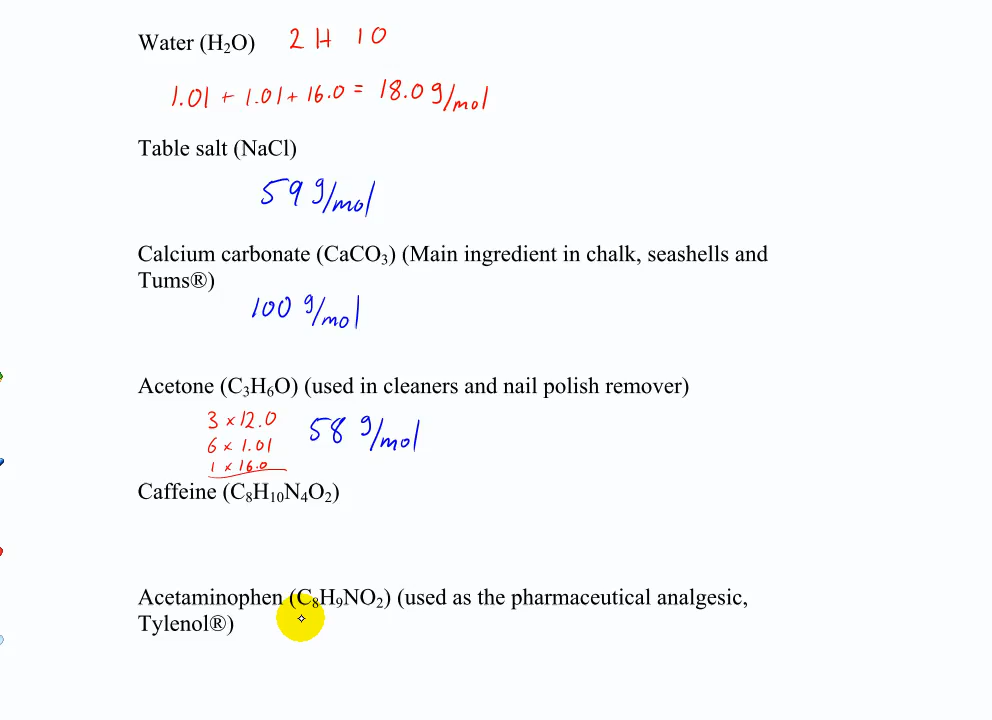 Water (H₂O) 2 H 1 O
1.01 + 1.01 + 16.0 = 18.0 g/mol
Table salt (NaCl)
59 g/mol
Calcium carbonate (CaCO₃) (Main ingredient in chalk, seashells and
Tums®)
100 g/mol
Acetone (C₃H₆O) (used in cleaners and nail polish remover)
3 × 12.0
58 g/mol
6 × 1.01
1 × 16.0
Caffeine (C₈H₁₀N₄O₂)
Acetaminophen (C₈H₉NO₂) (used as the pharmaceutical analgesic,
Tylenol®)